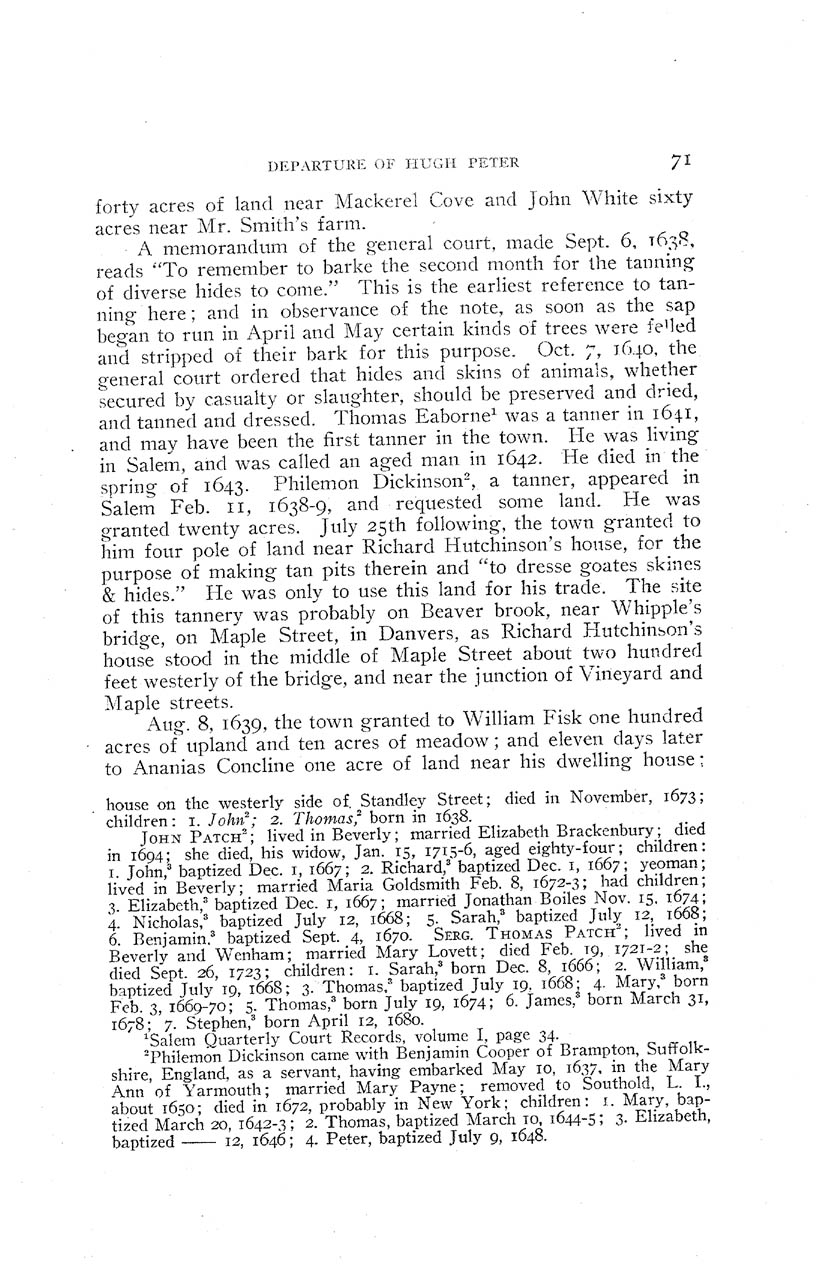 DEPARTURE OF HUGH PETER 71
forty acres of land near Mackerel Cove and John White sixty
acres near Mr. Smith's farm.
A memorandum of the general court, made Sept. 6, 1638,
reads "To remember to barke the second month for the tanning
of diverse hides to come." This is the earliest reference to tan-
ning here; and in observance of the note, as soon as the sap
began to run in April and May certain kinds of trees were felled
and stripped of their bark for this purpose. Oct. 7, 1640, the
general court ordered that hides and skins of animals, whether
secured by casualty or slaughter, should be preserved and dried,
and tanned and dressed. Thomas Eaborne¹ was a tanner in 1641,
and may have been the first tanner in the town. He was living
in Salem, and was called an aged man in 1642. He died in the
spring of 1643. Philemon Dickinson², a tanner, appeared in
Salem Feb. 11, 1638-9, and requested some land. He was
granted twenty acres. July 25th following, the town granted to
him four pole of land near Richard Hutchinson's house, for the
purpose of making tan pits therein and "to dresse goates skines
& hides." He was only to use this land for his trade. The site
of this tannery was probably on Beaver brook, near Whipple's
bridge, on Maple Street, in Danvers, as Richard Hutchinson's
house stood in the middle of Maple Street about two hundred
feet westerly of the bridge, and near the junction of Vineyard and
Maple streets.
Aug. 8, 1639, the town granted to William Fisk one hundred
acres of upland and ten acres of meadow; and eleven days later
to Ananias Concline one acre of land near his dwelling house;
house on the westerly side of Standley Street; died in November, 1673;
children: 1. John²; 2. Thomas,² born in 1638.
JOHN PATCH²; lived in Beverly; married Elizabeth Brackenbury; died
in 1694; she died, his widow, Jan. 15, 1715-6, aged eighty-four; children:
1. John,³ baptized Dec. 1, 1667; 2. Richard,³ baptized Dec. 1, 1667; yeoman;
lived in Beverly; married Maria Goldsmith Feb. 8, 1672-3; had children;
3. Elizabeth,³ baptized Dec. 1, 1667; married Jonathan Boiles Nov. 15, 1674;
4. Nicholas,³ baptized July 12, 1668; 5. Sarah,³ baptized July 12, 1668;
6. Benjamin,³ baptized Sept. 4, 1670. SERG. THOMAS PATCH²; lived in
Beverly and Wenham; married Mary Lovett; died Feb. 19, 1721-2; she
died Sept. 26, 1723; children: 1. Sarah,³ born Dec. 8, 1666; 2. William,³
baptized July 19, 1668; 3. Thomas,³ baptized July 19, 1668; 4. Mary,³ born
Feb. 3, 1669-70; 5. Thomas,³ born July 19, 1674; 6. James,³ born March 31,
1678; 7. Stephen,³ born April 12, 1680.
¹Salem Quarterly Court Records, volume I, page 34.
²Philemon Dickinson came with Benjamin Cooper of Brampton, Suffolk-
shire, England, as a servant, having embarked May 10, 1637, in the Mary
Ann of Yarmouth; married Mary Payne; removed to Southold, L. I.,
about 1650; died in 1672, probably in New York; children: 1. Mary, bap-
tized March 20, 1642-3; 2. Thomas, baptized March 10, 1644-5; 3. Elizabeth,
baptized —— 12, 1646; 4. Peter, baptized July 9, 1648.